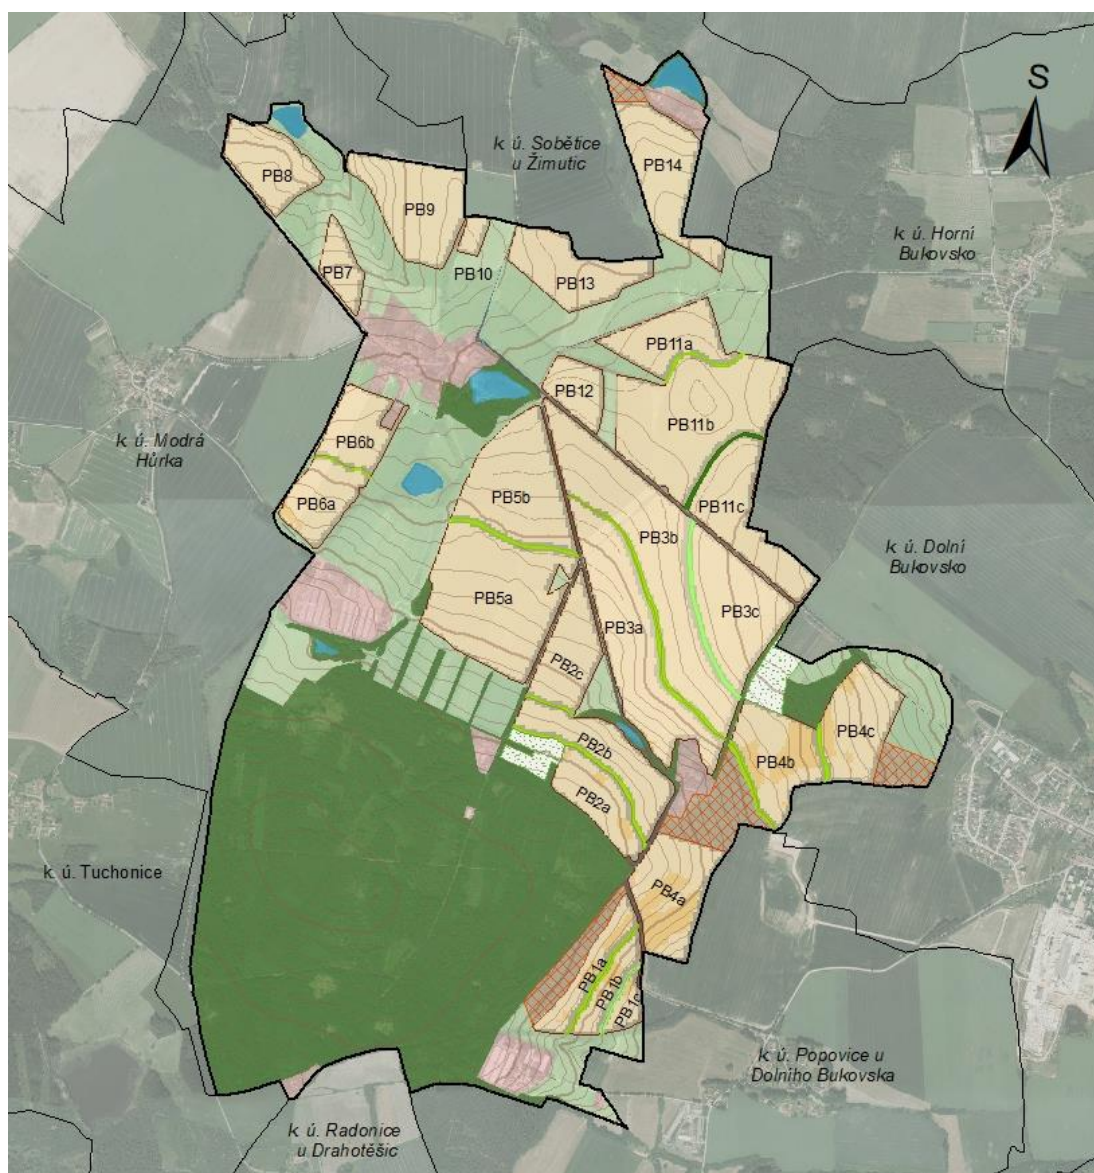 S
k. ú. Sobětice
u Žimutic
PB14
PB8
PB9
k. ú. Horní
Bukovsko
PB7
PB10
PB13
PB11a
PB12
PB11b
k. ú. Modrá
Hůrka
PB6b
PB6a
PB5b
PB3b
PB11c
k. ú. Dolní
Bukovsko
PB5a
PB3a
PB3c
PB2c
PB2b
PB4b
PB4c
PB2a
k. ú. Tuchonice
PB4a
PB1a
PB1b
PB1c
k. ú. Popovice u
Dolního Bukovska
k. ú. Radonice
u Drahotěšic